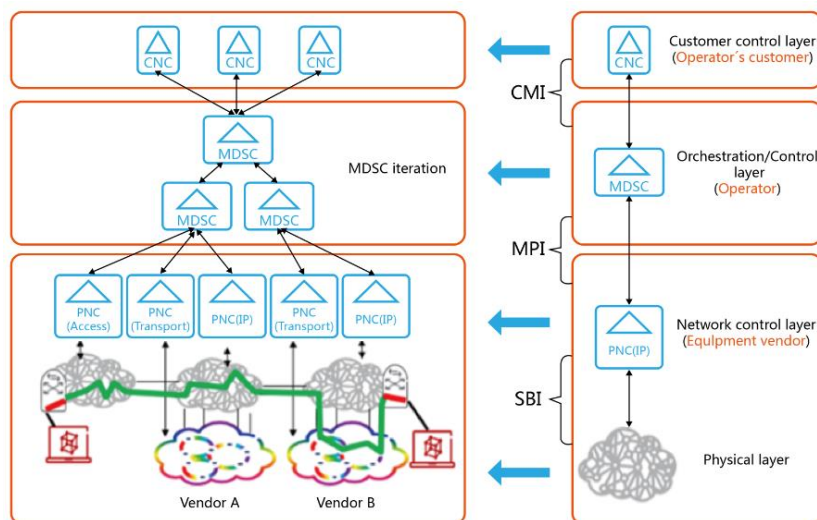 CNC
CNC
CNC
MDSC
MDSC iteration
MDSC
MDSC
PNC
(Access)
PNC
(Transport)
PNC(IP)
PNC
(Transport)
PNC(IP)
Vendor A
Vendor B
CMI
MPI
SBI
CNC
Customer control layer
(Operator´s customer)
MDSC
Orchestration/Control
layer
(Operator)
PNC(IP)
Network control layer
(Equlpment vendor)
Physical layer